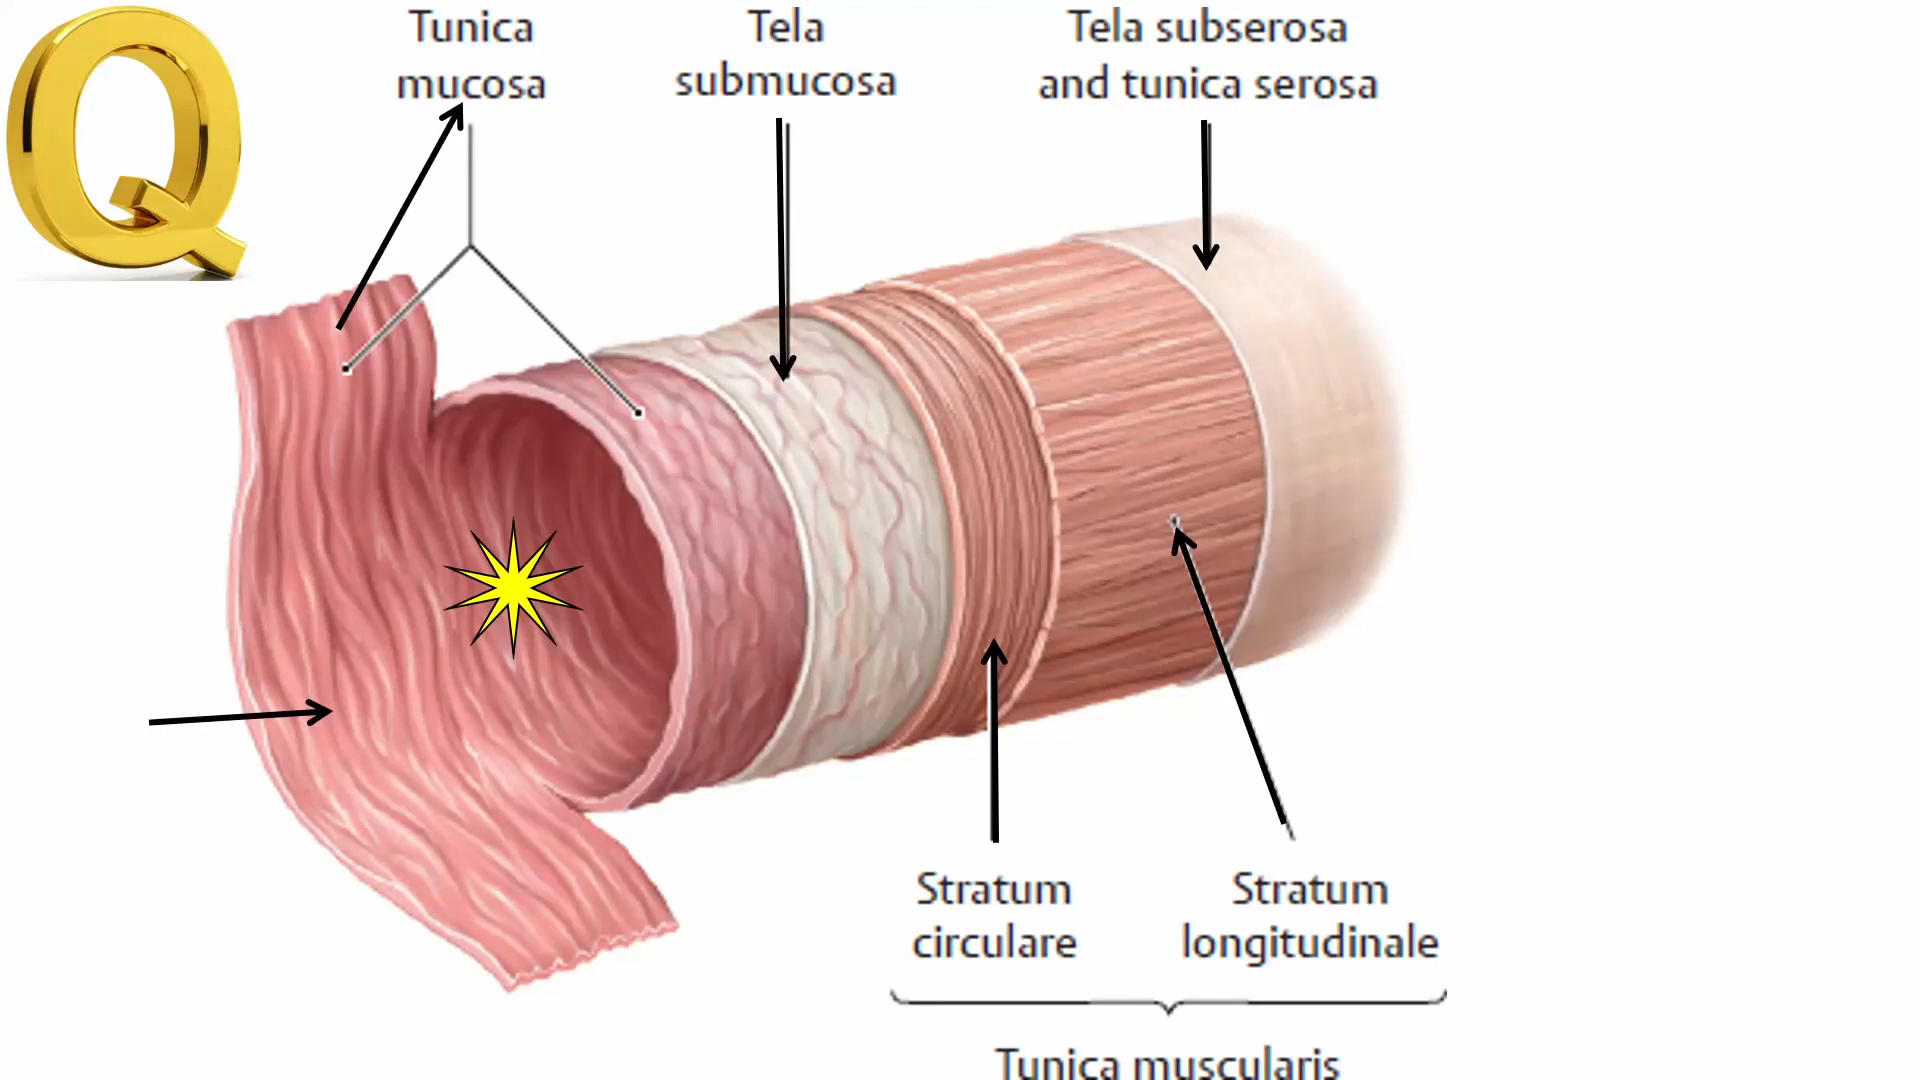 Q
Tunica
mucosa
Tela
submucosa
Tela subserosa
and tunica serosa
Stratum
circulare
Stratum
longitudinale
Tunica muscularis